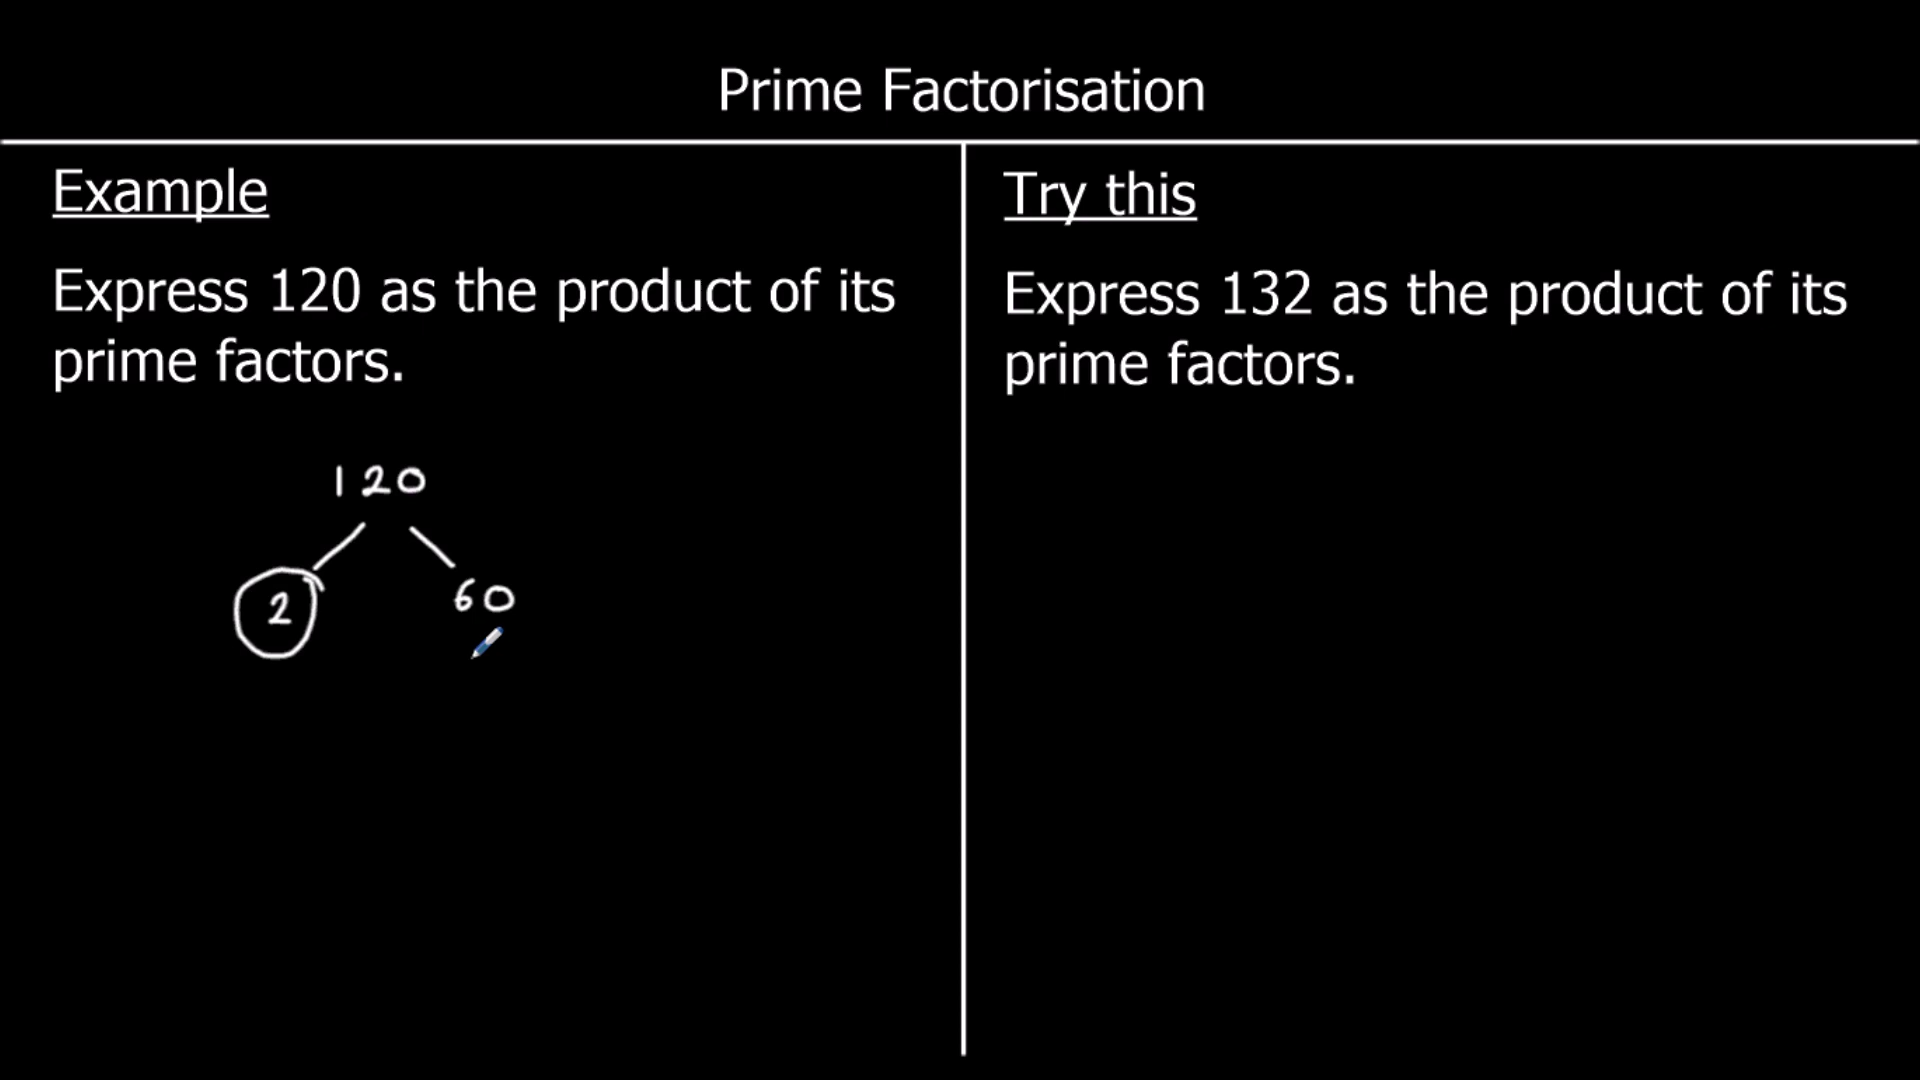 Prime Factorisation
Example
Express 120 as the product of its
prime factors.
120
2
60
Try this
Express 132 as the product of its
prime factors.